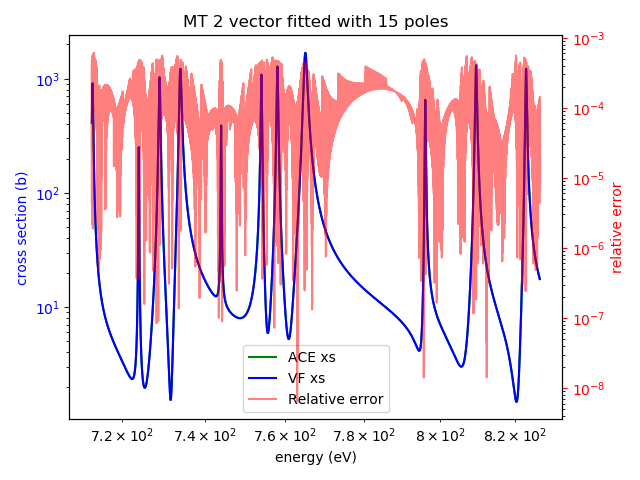 MT 2 vector fitted with 15 poles
cross section (b)
10³
10²
10¹
10⁻³
10⁻⁴
10⁻⁵
10⁻⁶
10⁻⁷
10⁻⁸
relative error
ACE xs
VF xs
Relative error
7.2 × 10² 7.4 × 10² 7.6 × 10² 7.8 × 10² 8 × 10² 8.2 × 10²
energy (eV)